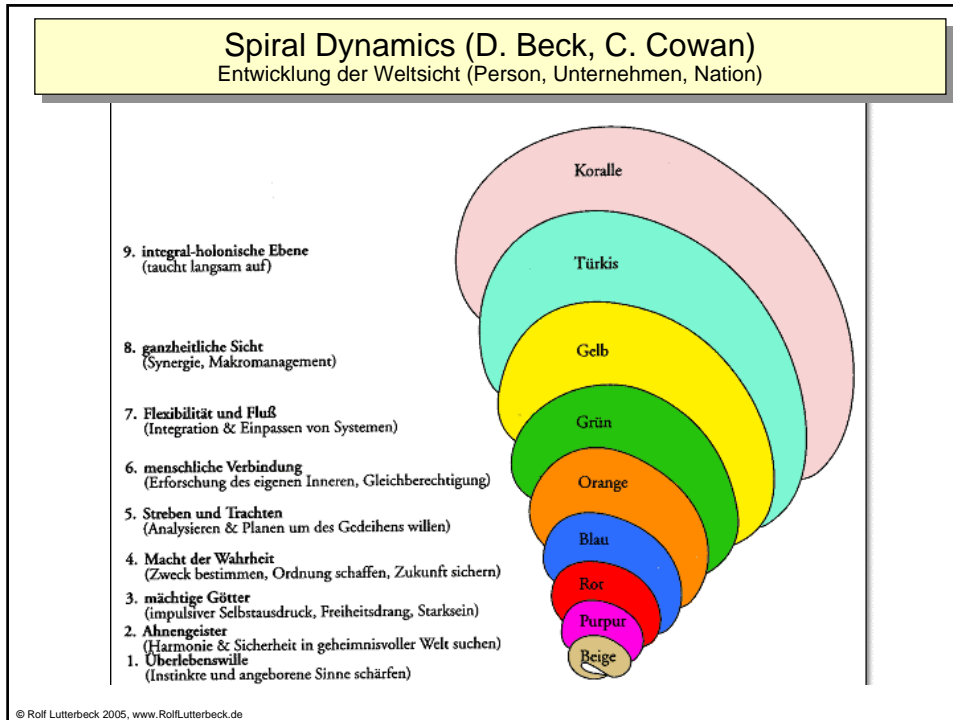 Spiral Dynamics (D. Beck, C. Cowan)
Entwicklung der Weltsicht (Person, Unternehmen, Nation)
Koralle
9. integral-holonische Ebene
(taucht langsam auf)
Türkis
8. ganzheitliche Sicht
(Synergie, Makromanagement)
Gelb
7. Flexibilität und Fluß
(Integration & Einpassen von Systemen)
Grün
6. menschliche Verbindung
(Erforschung des eigenen Inneren, Gleichberechtigung)
Orange
5. Streben und Trachten
(Analysieren & Planen um des Gedeihens willen)
Blau
4. Macht der Wahrheit
(Zweck bestimmen, Ordnung schaffen, Zukunft sichern)
Rot
3. mächtige Götter
(impulsiver Selbstausdruck, Freiheitsdrang, Starksein)
Purpur
2. Ahnengeister
(Harmonie & Sicherheit in geheimnisvoller Welt suchen)
Beige
1. Überlebenswille
(Instinkte und angeborene Sinne schärfen)
© Rolf Lutterbeck 2005, www.RolfLutterbeck.de